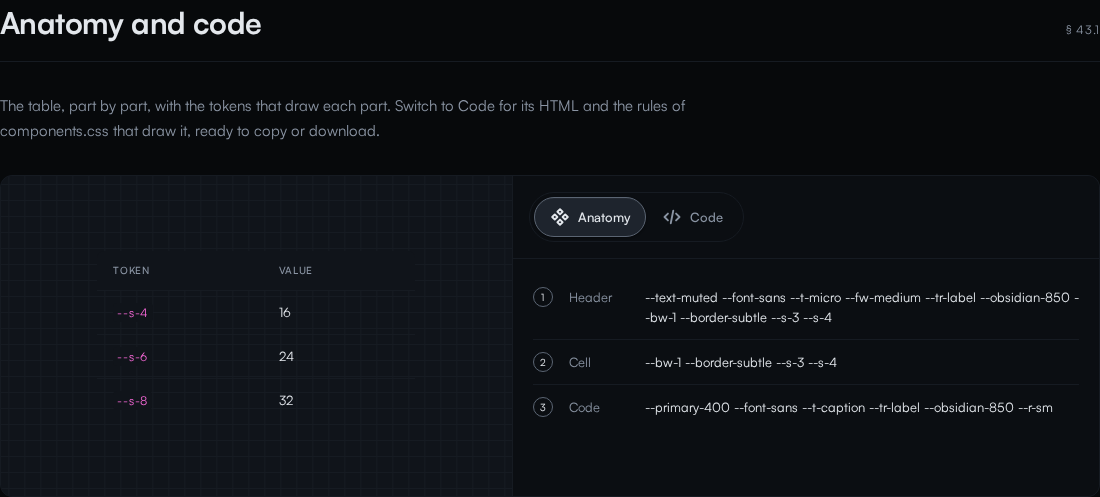 Anatomy and code
§ 43.1
The table, part by part, with the tokens that draw each part. Switch to Code for its HTML and the rules of
components.css that draw it, ready to copy or download.
Anatomy
Code
TOKEN VALUE
--s-4 16
--s-6 24
--s-8 32
1 Header --text-muted --font-sans --t-micro --fw-medium --tr-label --obsidian-850 -
-bw-1 --border-subtle --s-3 --s-4
2 Cell --bw-1 --border-subtle --s-3 --s-4
3 Code --primary-400 --font-sans --t-caption --tr-label --obsidian-850 --r-sm